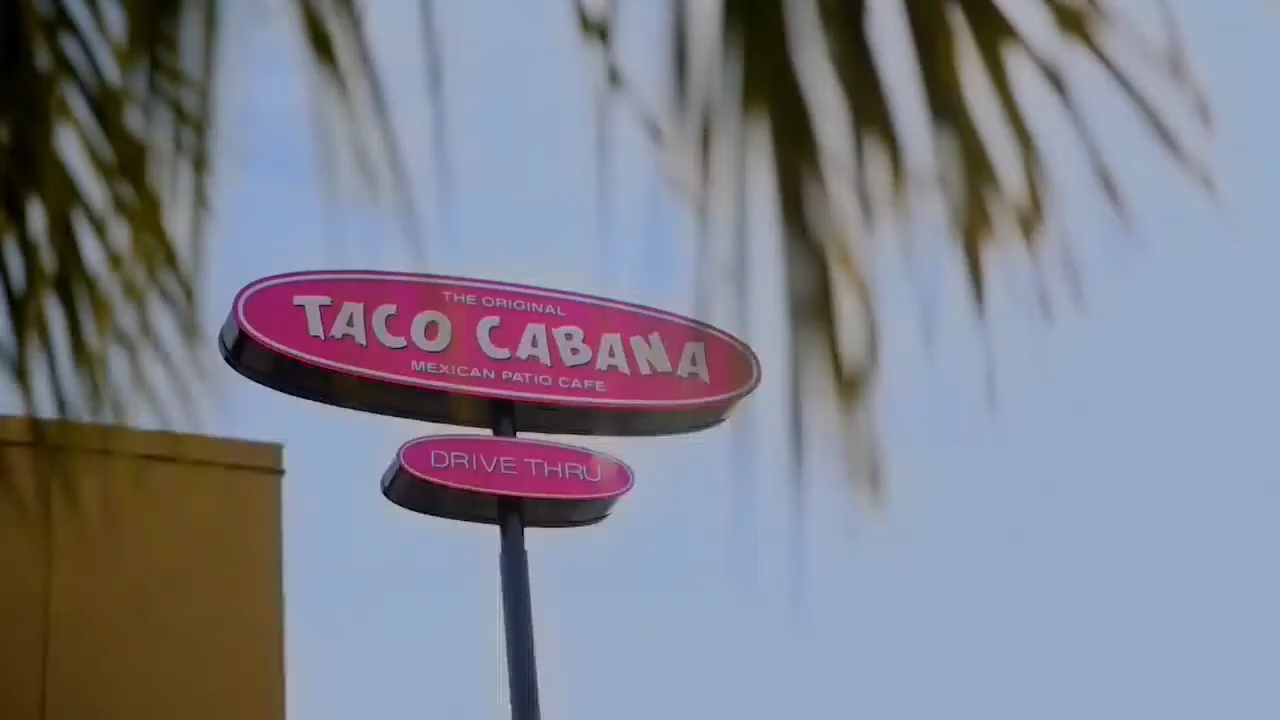 THE ORIGINAL
TACO CABANA
MEXICAN PATIO CAFE
DRIVE THRU